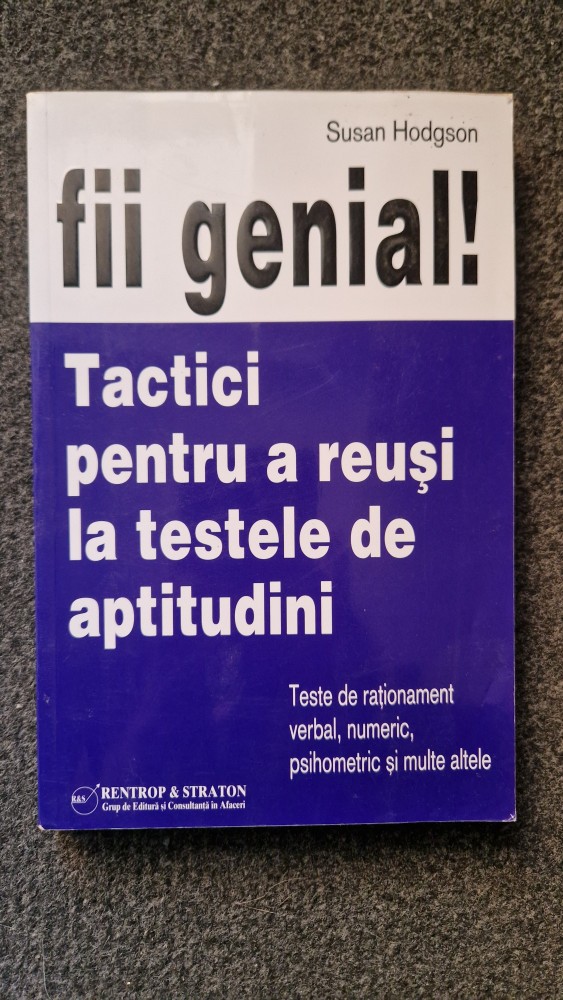 Susan Hodgson
fii genial!
Tactici
pentru a reuşi
la testele de
aptitudini
Teste de raţionament
verbal, numeric,
psihometric şi multe altele
R&S
RENTROP & STRATON
Grup de Editură şi Consultanţă în Afaceri